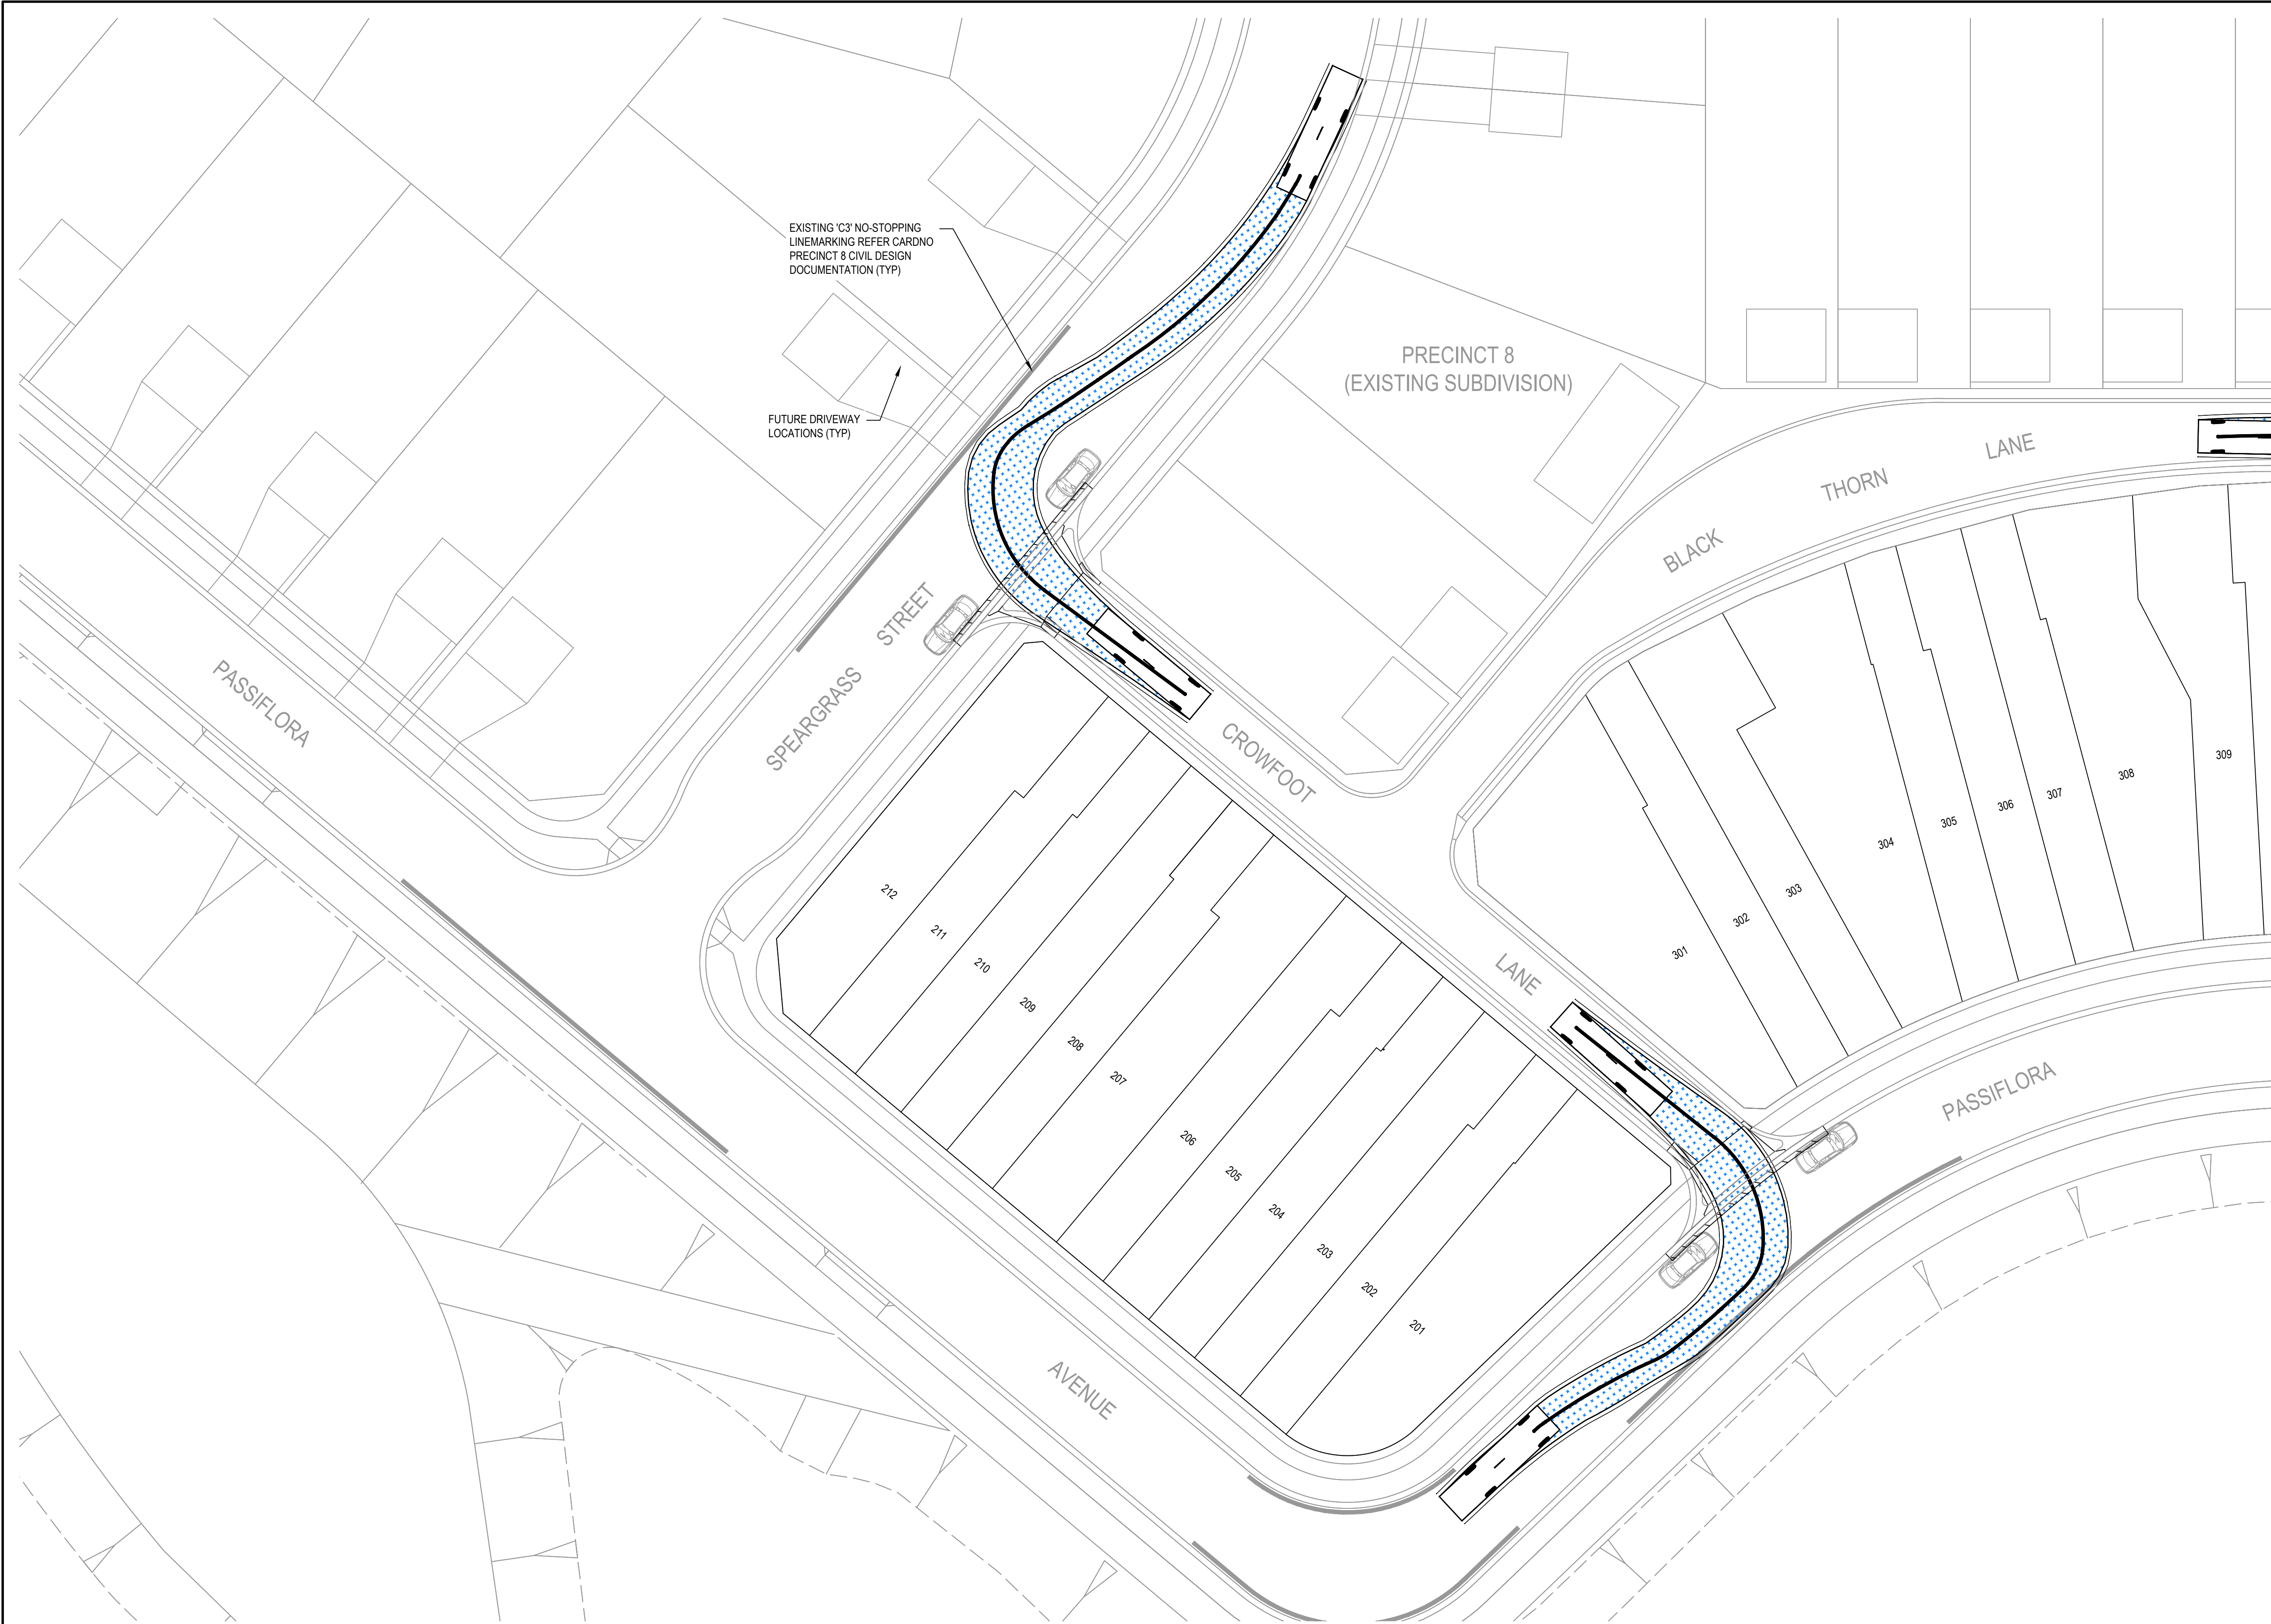 EXISTING 'C3' NO-STOPPING
LINEMARKING REFER CARDNO
PRECINCT 8 CIVIL DESIGN
DOCUMENTATION (TYP)
FUTURE DRIVEWAY
LOCATIONS (TYP)
PRECINCT 8
(EXISTING SUBDIVISION)
BLACK THORN LANE
PASSIFLORA
SPEARGRASS STREET
CROWFOOT LANE
PASSIFLORA
AVENUE
212
211
210
209
208
207
206
205
204
203
202
201
301
302
303
304
305
306
307
308
309